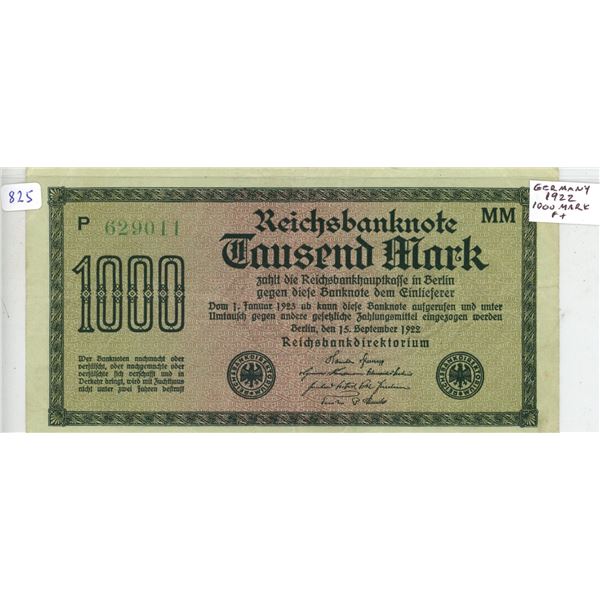 825
GERMANY
1922
1000 MARK
F+
P 629011
MM
Reichsbanknote
Tausend Mark
1000
zahlt die Reichsbankhauptkasse in Berlin
gegen diese Banknote dem Einlieferer
Vom 1. Januar 1923 ab kann diese Banknote aufgerufen und unter
Umtausch gegen andere gesetzliche Zahlungsmittel eingezogen werden
Berlin, den 15. September 1922
Reichsbankdirektorium
Wer Banknoten nachmacht oder
verfälscht, oder nachgemachte oder
verfälschte sich verschafft und in
Verkehr bringt, wird mit Zuchthaus
nicht unter zwei Jahren bestraft